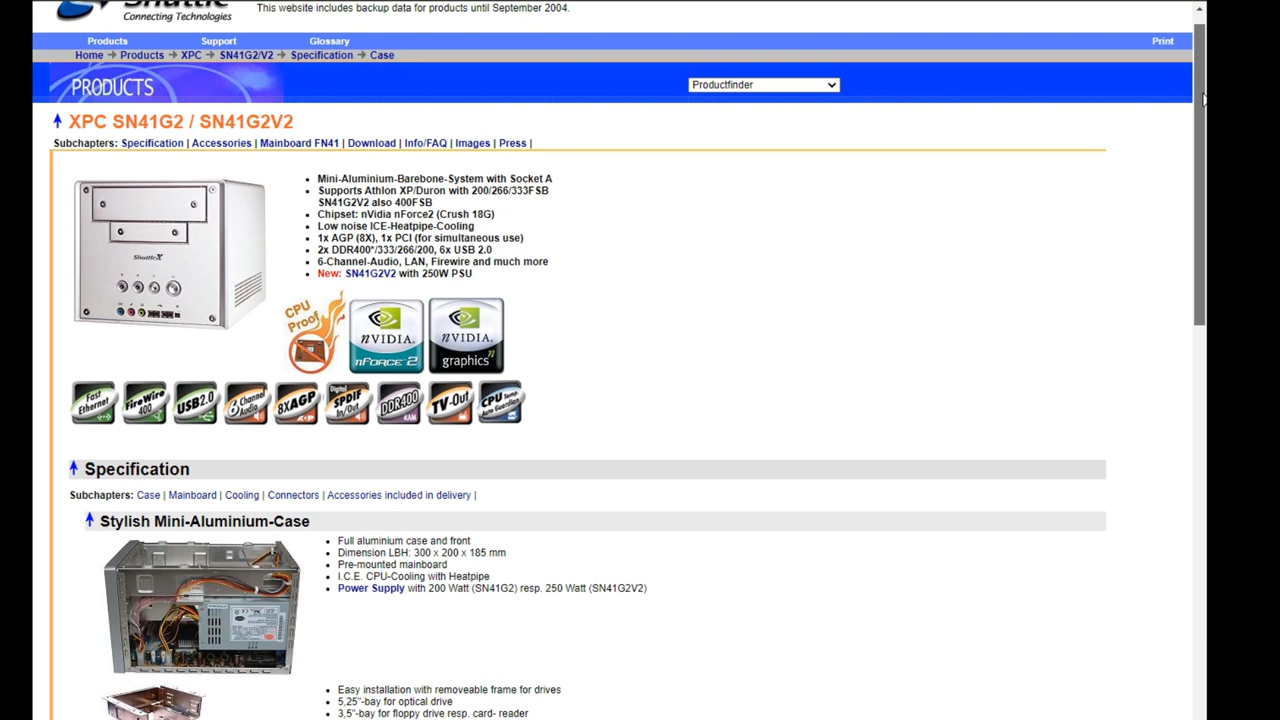 Shuttle
Connecting Technologies
This website includes backup data for products until September 2004.
Products Support Glossary Print
Home Products XPC SN41G2/V2 Specification Case
PRODUCTS
Productfinder
XPC SN41G2 / SN41G2V2
Subchapters: Specification | Accessories | Mainboard FN41 | Download | Info/FAQ | Images | Press |
Mini-Aluminium-Barebone-System with Socket A
Supports Athlon XP/Duron with 200/266/333FSB
SN41G2V2 also 400FSB
Chipset: nVidia nForce2 (Crush 18G)
Low noise ICE-Heatpipe-Cooling
1x AGP (8X), 1x PCI (for simultaneous use)
2x DDR400*/333/266/200, 6x USB 2.0
6-Channel-Audio, LAN, Firewire and much more
New: SN41G2V2 with 250W PSU
ShuttleX
CPU
Proof
nVIDIA.
nFORCE 2
nVIDIA.
graphics n
Fast
Ethernet
FireWire
400
USB2.0
6 Channel
Audio
8XAGP
Digital
SPDIF
In/Out
DDR400
RAM
TV-Out
CPU Temp.
Auto Guardian
Specification
Subchapters: Case | Mainboard | Cooling | Connectors | Accessories included in delivery |
Stylish Mini-Aluminium-Case
Full aluminium case and front
Dimension LBH: 300 x 200 x 185 mm
Pre-mounted mainboard
I.C.E. CPU-Cooling with Heatpipe
Power Supply with 200 Watt (SN41G2) resp. 250 Watt (SN41G2V2)
Easy installation with removeable frame for drives
5,25"-bay for optical drive
3,5"-bay for floppy drive resp. card- reader